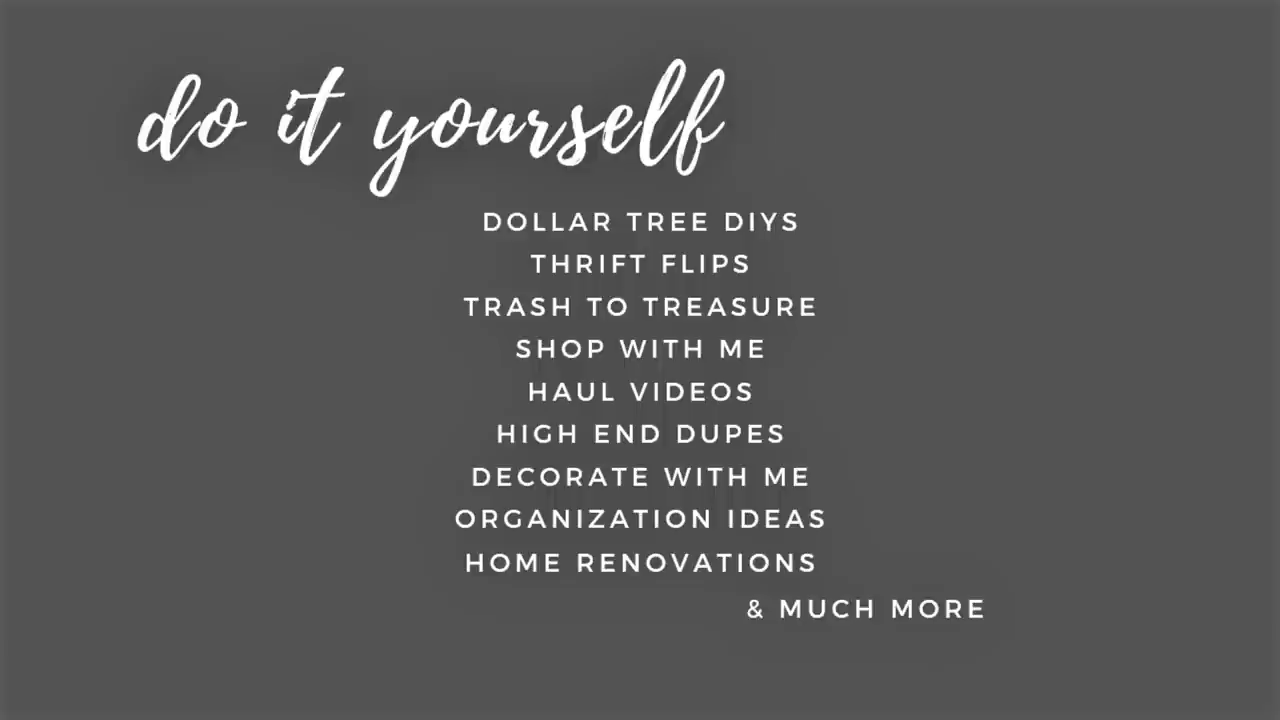 do it yourself
DOLLAR TREE DIYS
THRIFT FLIPS
TRASH TO TREASURE
SHOP WITH ME
HAUL VIDEOS
HIGH END DUPES
DECORATE WITH ME
ORGANIZATION IDEAS
HOME RENOVATIONS
& MUCH MORE